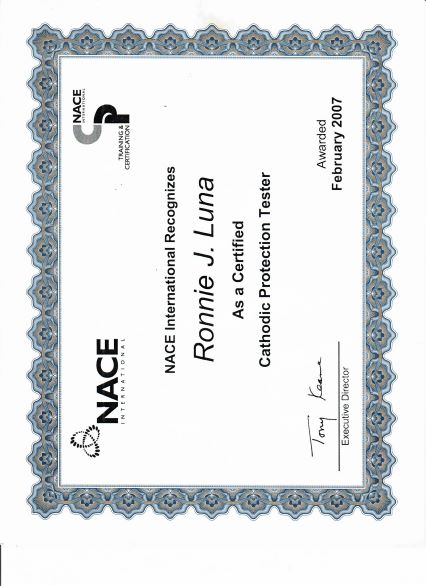 NACE
INTERNATIONAL
NACE
INTERNATIONAL
CP
TRAINING &
CERTIFICATION
NACE International Recognizes
Ronnie J. Luna
As a Certified
Cathodic Protection Tester
Tony Keane
Executive Director
Awarded
February 2007